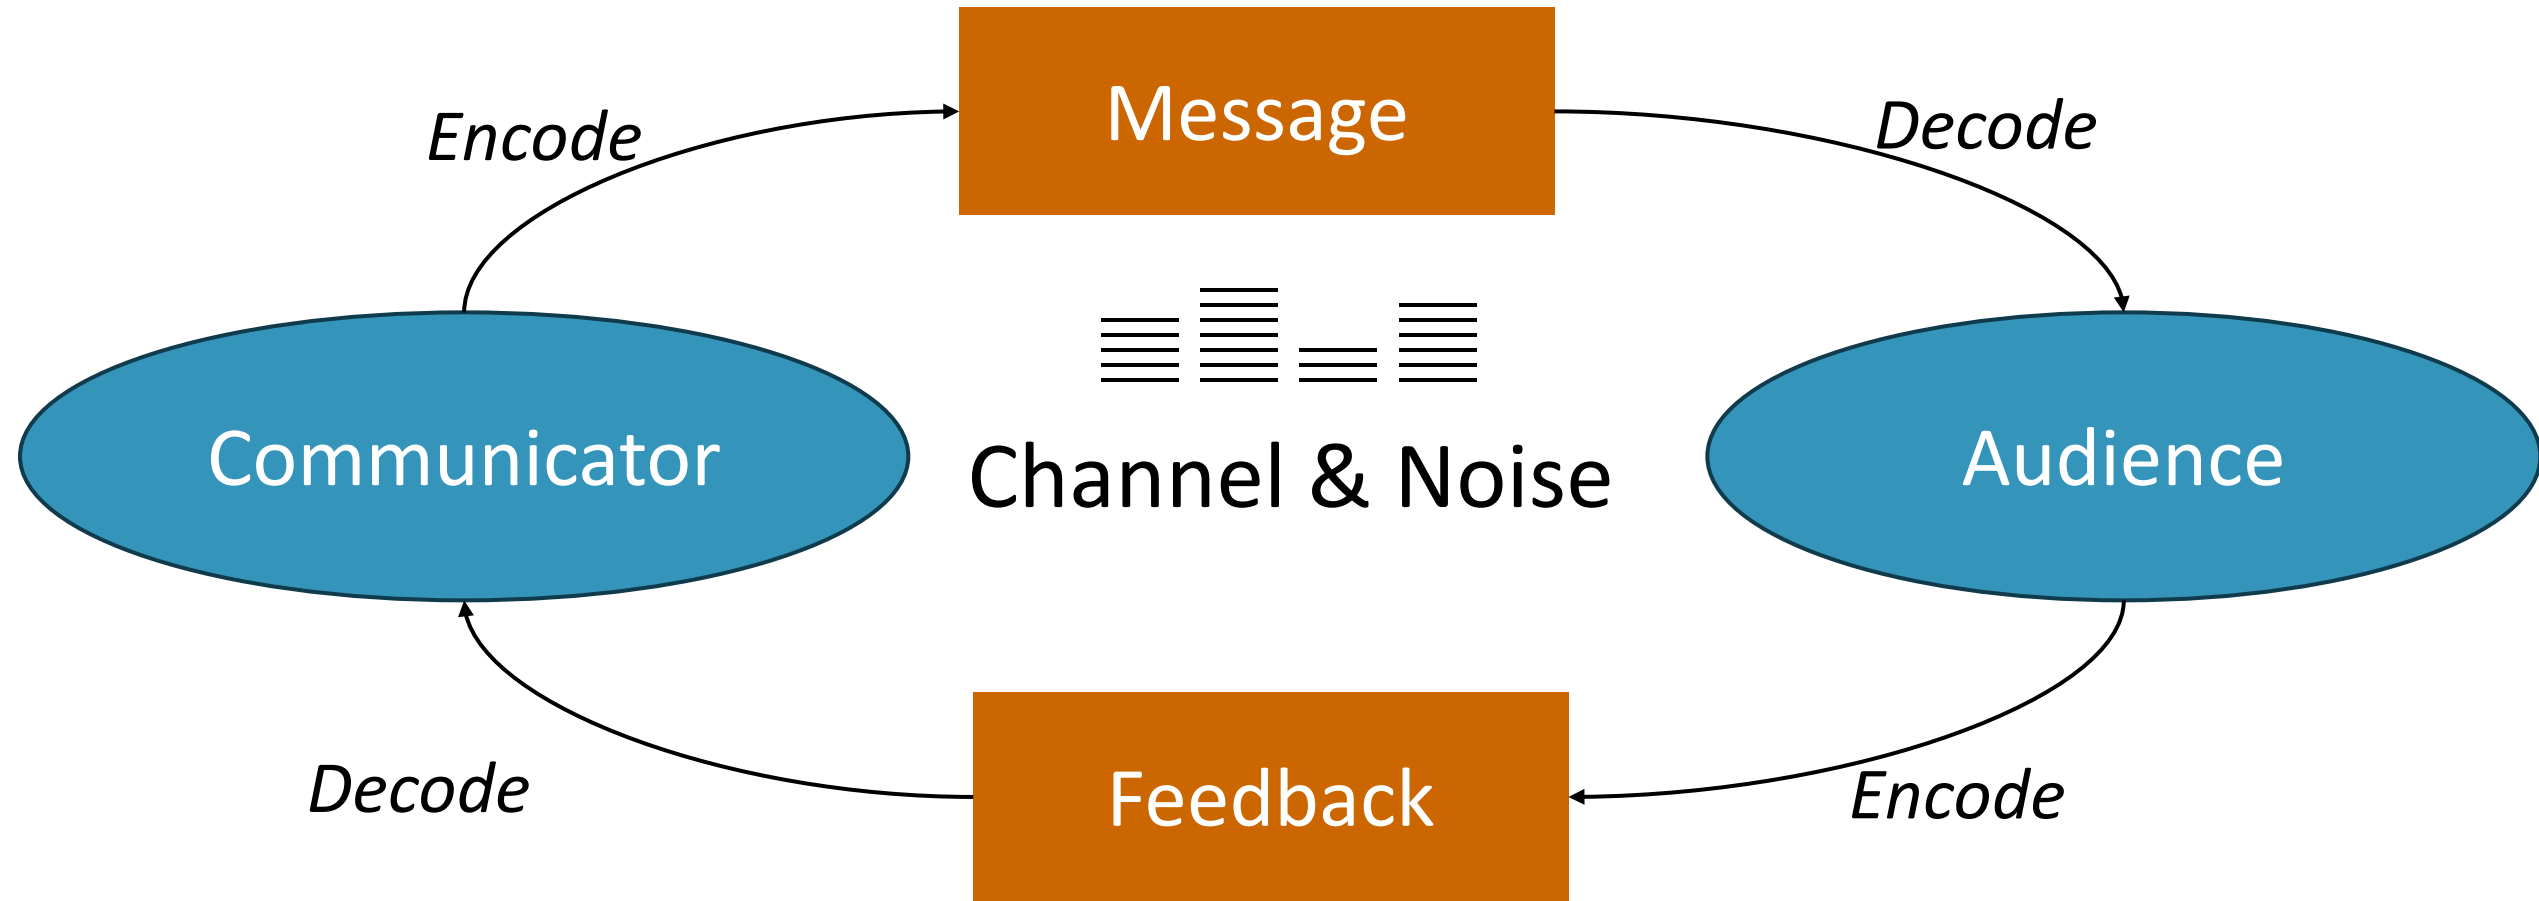 Message
Encode
Decode
Communicator
Channel & Noise
Audience
Decode
Feedback
Encode